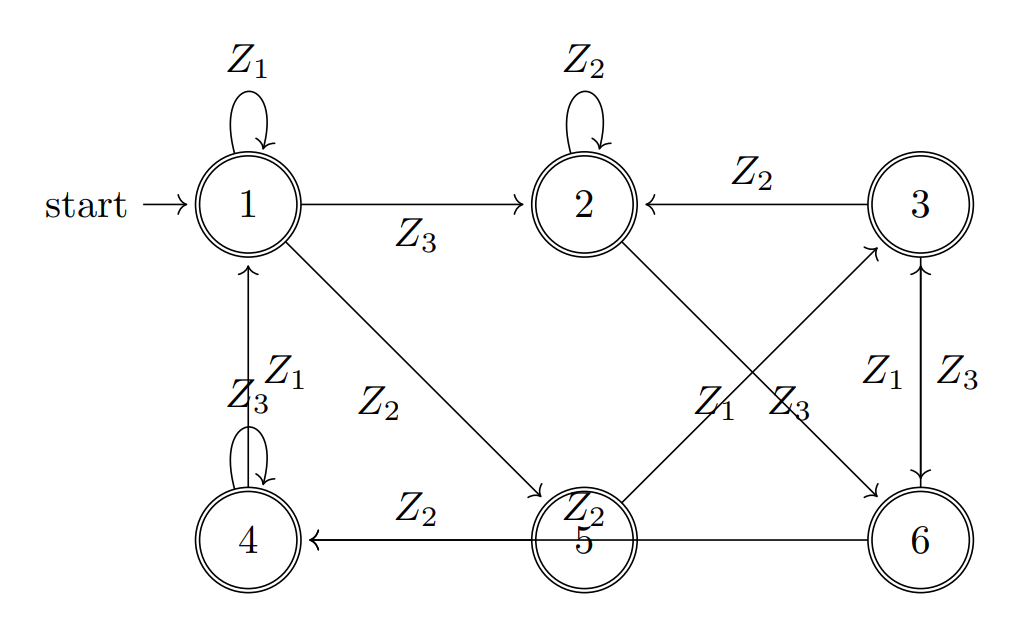 Z₁ Z₂
Z₂
start 1 2 3
Z₃
Z₁ Z₁ Z₃
Z₃
Z₂ Z₁ Z₃
Z₂ Z₂
4 5 6